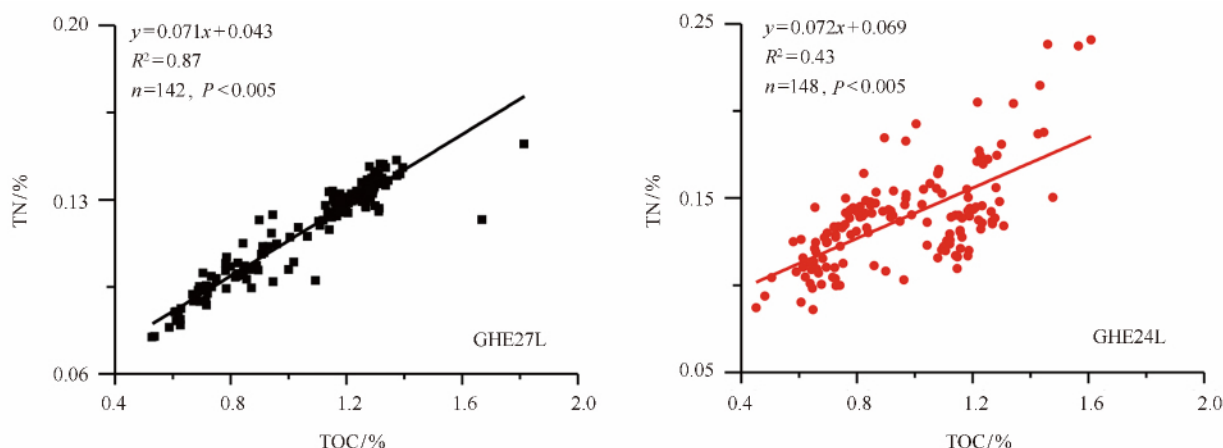 0.20
y=0.071x+0.043
R²=0.87
n=142, P<0.005
TN/%
0.13
GHE27L
0.06
0.4
0.8
1.2
1.6
2.0
TOC/%
0.25
y=0.072x+0.069
R²=0.43
n=148, P<0.005
TN/%
0.15
GHE24L
0.05
0.4
0.8
1.2
1.6
2.0
TOC/%